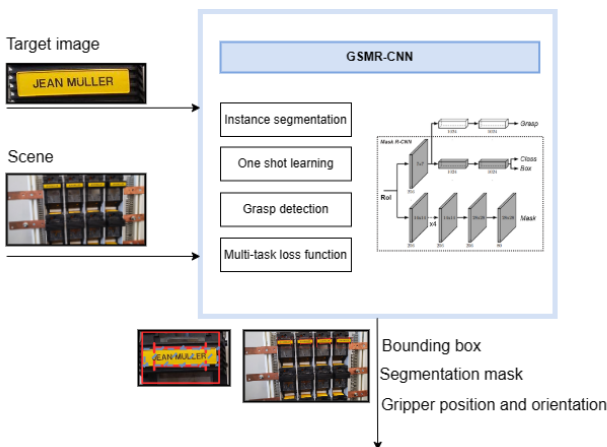 Target image
JEAN MULLER
GSMR-CNN
Instance segmentation
One shot learning
Grasp detection
Multi-task loss function
Mask R-CNN
RoI
Grasp
Class
Box
Mask
x4
Scene
JEAN MULLER
Bounding box
Segmentation mask
Gripper position and orientation